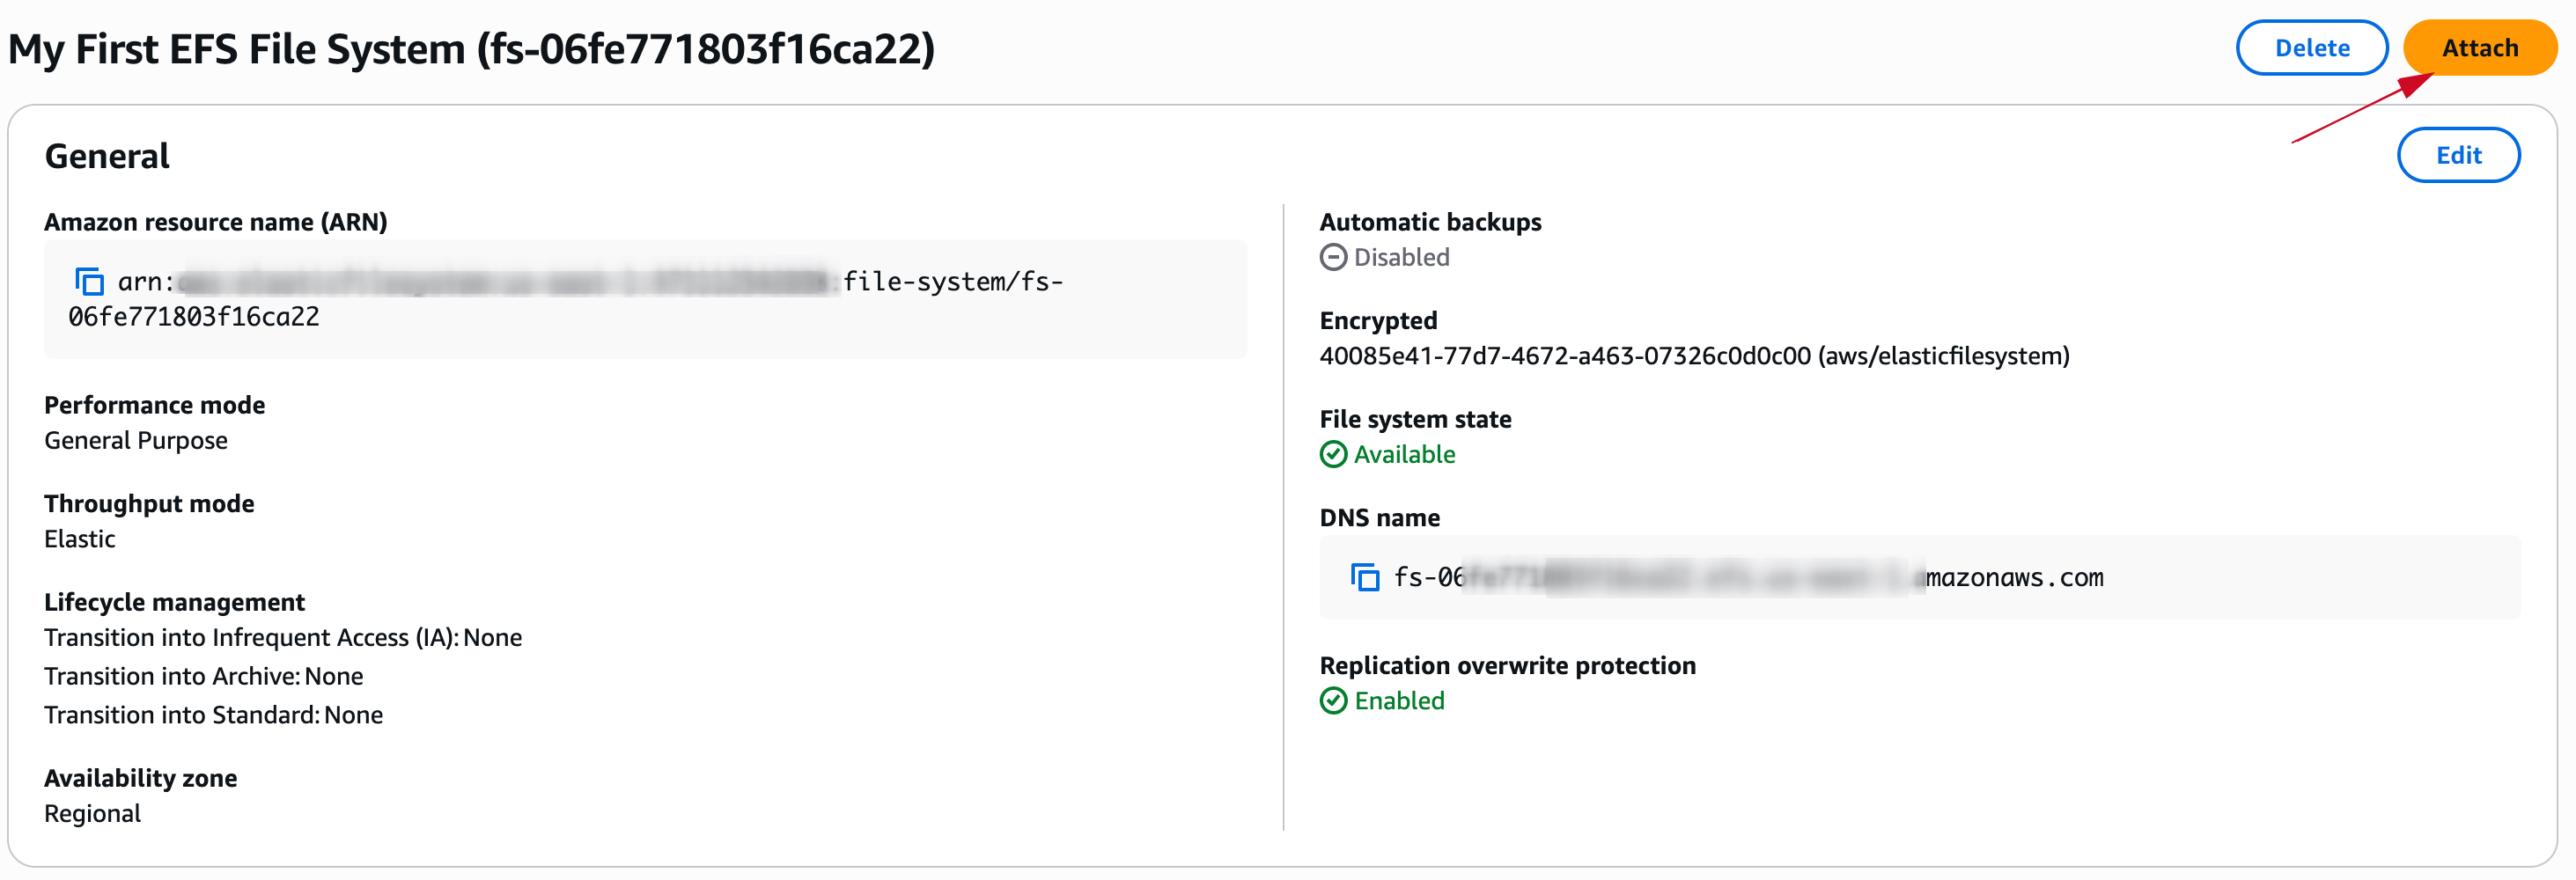 My First EFS File System (fs-06fe771803f16ca22)
Delete
Attach
General
Edit
Amazon resource name (ARN)
arn: file-system/fs-
06fe771803f16ca22
Performance mode
General Purpose
Throughput mode
Elastic
Lifecycle management
Transition into Infrequent Access (IA): None
Transition into Archive: None
Transition into Standard: None
Availability zone
Regional
Automatic backups
Disabled
Encrypted
40085e41-77d7-4672-a463-07326c0d0c00 (aws/elasticfilesystem)
File system state
Available
DNS name
fs-06 mazonaws.com
Replication overwrite protection
Enabled